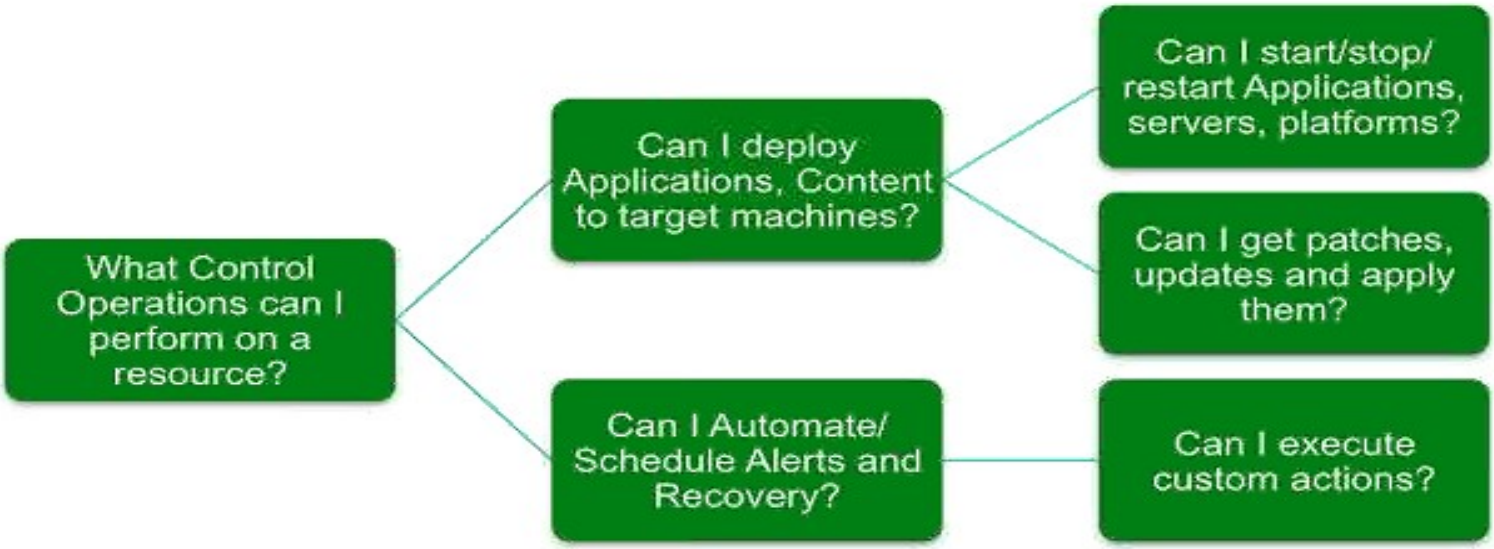 What Control
Operations can I
perform on a
resource?
Can I deploy
Applications, Content
to target machines?
Can I start/stop/
restart Applications,
servers, platforms?
Can I get patches,
updates and apply
them?
Can I Automate/
Schedule Alerts and
Recovery?
Can I execute
custom actions?